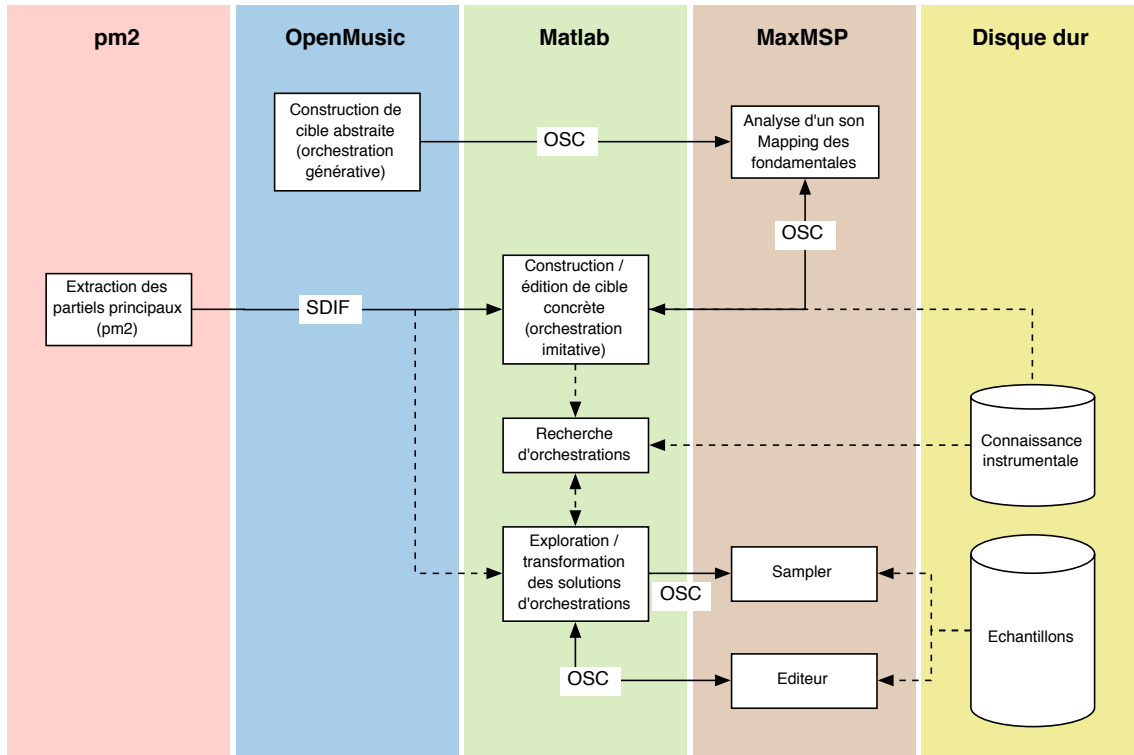 pm2
OpenMusic
Matlab
MaxMSP
Disque dur
Construction de
cible abstraite
(orchestration
générative)
OSC
Analyse d'un son
Mapping des
fondamentales
OSC
Extraction des
partiels principaux
(pm2)
SDIF
Construction /
édition de cible
concrète
(orchestration
imitative)
Recherche
d'orchestrations
Connaissance
instrumentale
Exploration /
transformation
des solutions
d'orchestrations
OSC
Sampler
Echantillons
OSC
Editeur